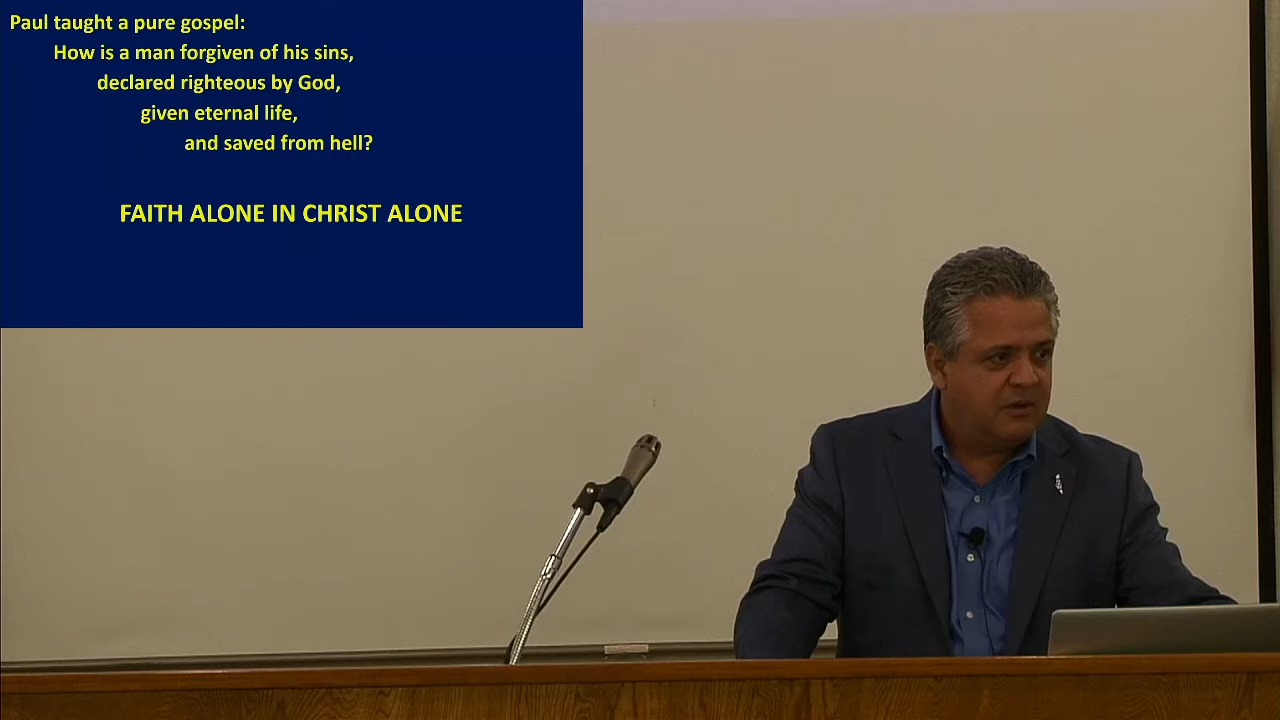 Paul taught a pure gospel:
How is a man forgiven of his sins,
declared righteous by God,
given eternal life,
and saved from hell?
FAITH ALONE IN CHRIST ALONE